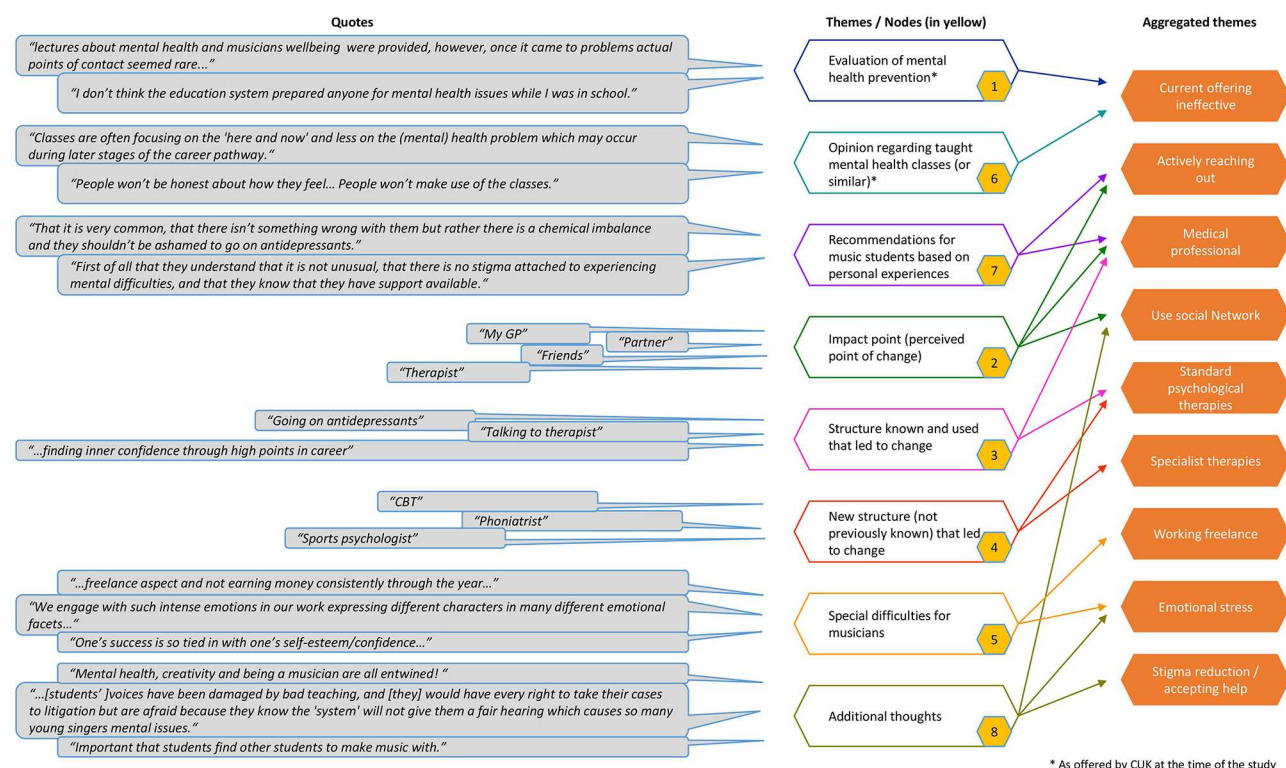 Quotes
Themes / Nodes (in yellow)
Aggregated themes
“lectures about mental health and musicians wellbeing were provided, however, once it came to problems actual
points of contact seemed rare...”
“I don’t think the education system prepared anyone for mental health issues while I was in school.”
“Classes are often focusing on the 'here and now' and less on the (mental) health problem which may occur
during later stages of the career pathway.“
“People won’t be honest about how they feel… People won’t make use of the classes.”
“That it is very common, that there isn’t something wrong with them but rather there is a chemical imbalance
and they shouldn’t be ashamed to go on antidepressants.”
“First of all that they understand that it is not unusual, that there is no stigma attached to experiencing
mental difficulties, and that they know that they have support available.“
“My GP”
“Partner”
“Friends”
“Therapist”
“Going on antidepressants”
“Talking to therapist”
“…finding inner confidence through high points in career”
“CBT”
“Phoniatrist”
“Sports psychologist”
“…freelance aspect and not earning money consistently through the year…”
“We engage with such intense emotions in our work expressing different characters in many different emotional
facets…“
“One’s success is so tied in with one’s self-esteem/confidence…”
“Mental health, creativity and being a musician are all entwined! “
“…[students’ ]voices have been damaged by bad teaching, and [they] would have every right to take their cases
to litigation but are afraid because they know the 'system' will not give them a fair hearing which causes so many
young singers mental issues.“
“Important that students find other students to make music with.”
Evaluation of mental
health prevention*
1
Opinion regarding taught
mental health classes (or
similar)*
6
Recommendations for
music students based on
personal experiences
7
Impact point (perceived
point of change)
2
Structure known and used
that led to change
3
New structure (not
previously known) that led
to change
4
Special difficulties for
musicians
5
Additional thoughts
8
Current offering
ineffective
Actively reaching
out
Medical
professional
Use social Network
Standard
psychological
therapies
Specialist therapies
Working freelance
Emotional stress
Stigma reduction /
accepting help
* As offered by CUK at the time of the study